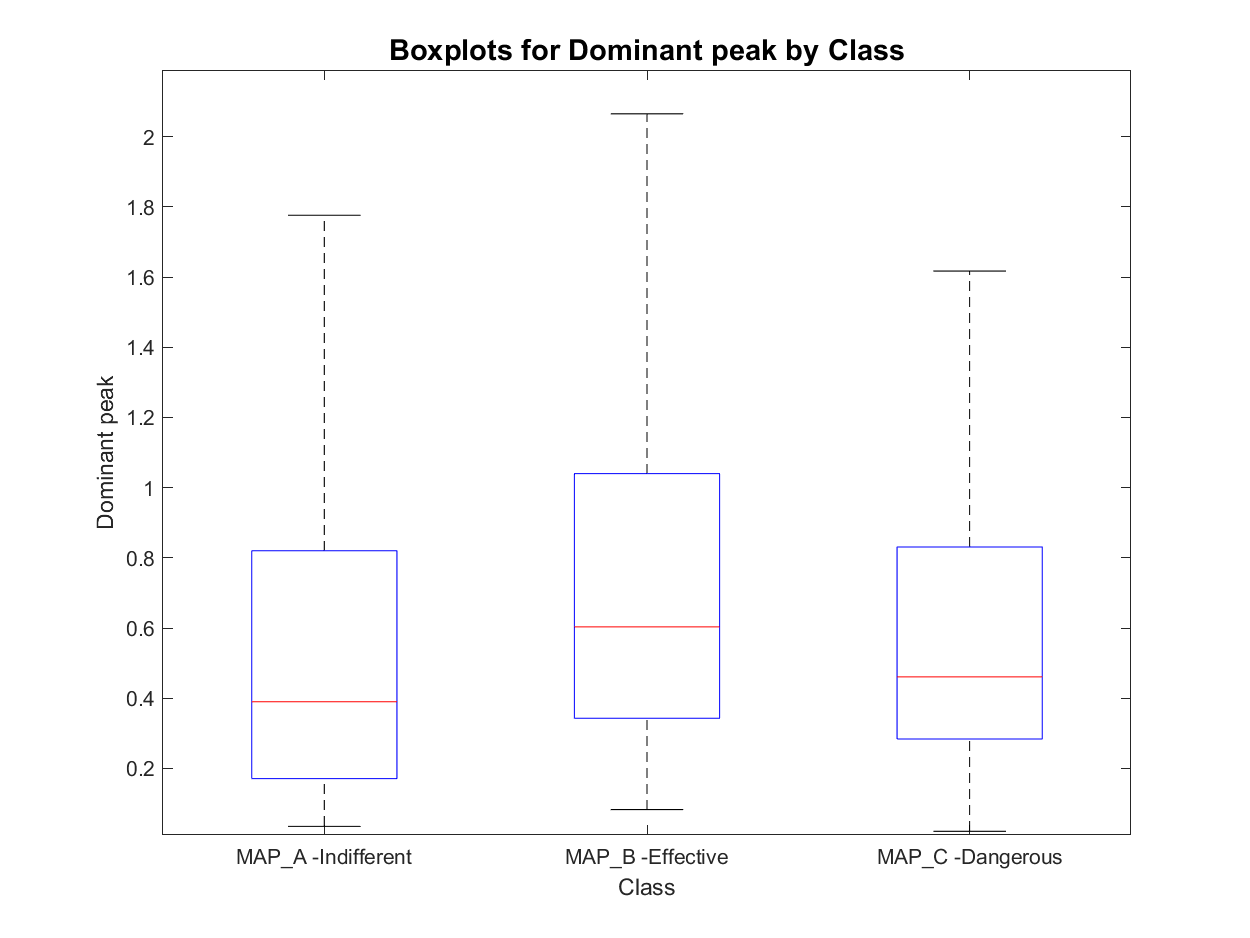 Boxplots for Dominant peak by Class
2
1.8
1.6
1.4
1.2
1
0.8
0.6
0.4
0.2
Dominant peak
MAP_A -Indifferent
MAP_B -Effective
MAP_C -Dangerous
Class